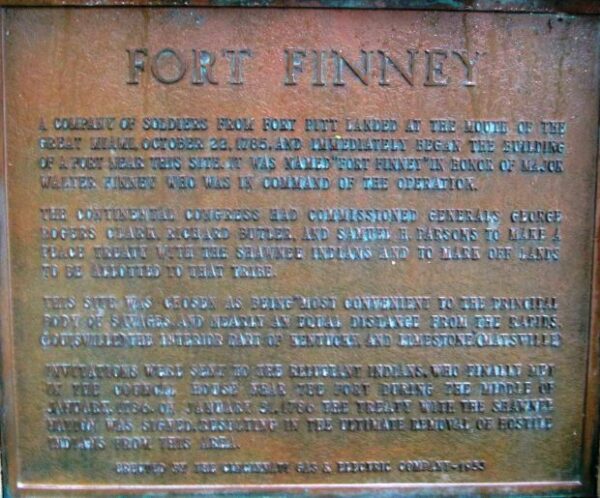 FORT FINNEY
A COMPANY OF SOLDIERS FROM FORT PITT LANDED AT THE MOUTH OF THE
GREAT MIAMI, OCTOBER 22, 1785, AND IMMEDIATELY BEGAN THE BUILDING
OF A FORT NEAR THIS SITE. IT WAS NAMED "FORT FINNEY" IN HONOR OF MAJOR
WALTER FINNEY WHO WAS IN COMMAND OF THE OPERATION.
THE CONTINENTAL CONGRESS HAD COMMISSIONED GENERALS GEORGE
ROGERS CLARK, RICHARD BUTLER, AND SAMUEL H. PARSONS TO MAKE A
PEACE TREATY WITH THE SHAWNEE INDIANS AND TO MARK OFF LANDS
TO BE ALLOTTED TO THAT TRIBE.
THIS SITE WAS CHOSEN AS BEING "MOST CONVENIENT TO THE PRINCIPAL
BODY OF SAVAGES, AND NEARLY AN EQUAL DISTANCE FROM THE RAPIDS,
(LOUISVILLE) THE INTERIOR PART OF KENTUCKY, AND LIMESTONE (MAYSVILLE)
INVITATIONS WERE SENT TO THE RELUCTANT INDIANS, WHO FINALLY MET
IN THE COUNCIL HOUSE NEAR THE FORT DURING THE MIDDLE OF
JANUARY, 1786. ON JANUARY 31, 1786 THE TREATY WITH THE SHAWNEE
NATION WAS SIGNED, RESULTING IN THE ULTIMATE REMOVAL OF HOSTILE
INDIANS FROM THIS AREA.
ERECTED BY THE CINCINNATI GAS & ELECTRIC COMPANY-1953